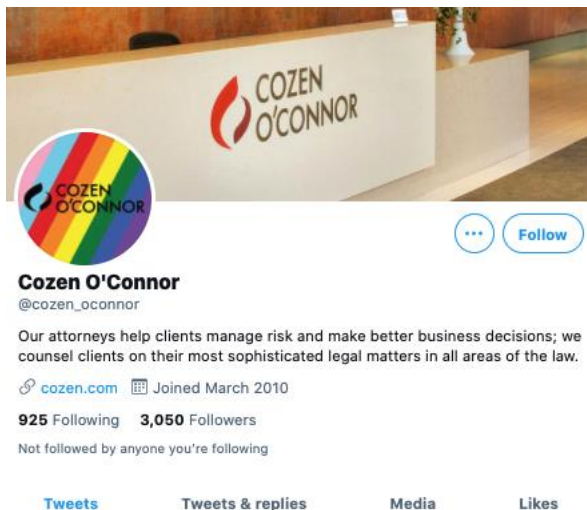 COZEN
O'CONNOR
COZEN
O'CONNOR
Follow
Cozen O'Connor
@cozen_oconnor
Our attorneys help clients manage risk and make better business decisions; we
counsel clients on their most sophisticated legal matters in all areas of the law.
cozen.com Joined March 2010
925 Following 3,050 Followers
Not followed by anyone you're following
Tweets Tweets & replies Media Likes